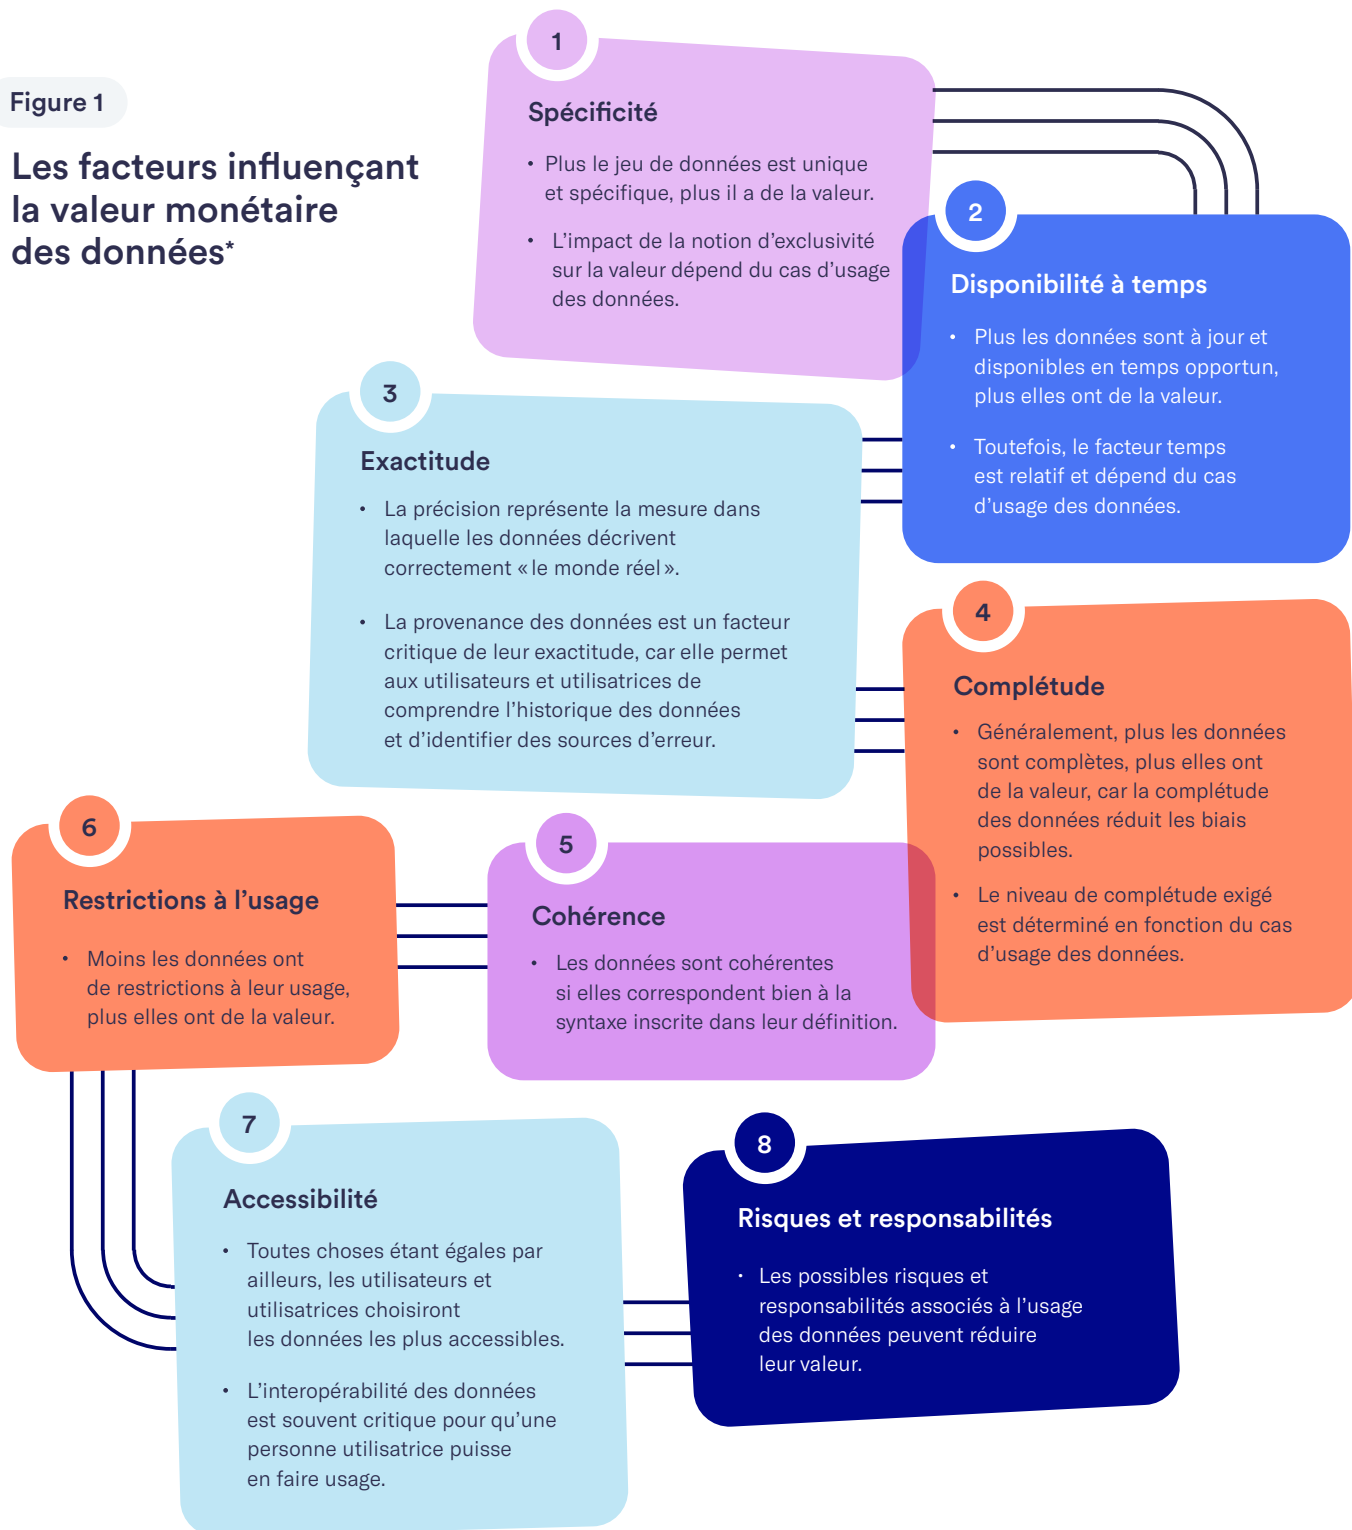 Figure 1
Les facteurs influençant
la valeur monétaire
des données*
1
Spécificité
• Plus le jeu de données est unique
et spécifique, plus il a de la valeur.
• L’impact de la notion d’exclusivité
sur la valeur dépend du cas d’usage
des données.
2
Disponibilité à temps
• Plus les données sont à jour et
disponibles en temps opportun,
plus elles ont de la valeur.
• Toutefois, le facteur temps
est relatif et dépend du cas
d’usage des données.
3
Exactitude
• La précision représente la mesure dans
laquelle les données décrivent
correctement « le monde réel ».
• La provenance des données est un facteur
critique de leur exactitude, car elle permet
aux utilisateurs et utilisatrices de
comprendre l’historique des données
et d’identifier des sources d’erreur.
4
Complétude
• Généralement, plus les données
sont complètes, plus elles ont
de la valeur, car la complétude
des données réduit les biais
possibles.
• Le niveau de complétude exigé
est déterminé en fonction du cas
d’usage des données.
5
Cohérence
• Les données sont cohérentes
si elles correspondent bien à la
syntaxe inscrite dans leur définition.
6
Restrictions à l’usage
• Moins les données ont
de restrictions à leur usage,
plus elles ont de la valeur.
7
Accessibilité
• Toutes choses étant égales par
ailleurs, les utilisateurs et
utilisatrices choisiront
les données les plus accessibles.
• L’interopérabilité des données
est souvent critique pour qu’une
personne utilisatrice puisse
en faire usage.
8
Risques et responsabilités
• Les possibles risques et
responsabilités associés à l’usage
des données peuvent réduire
leur valeur.